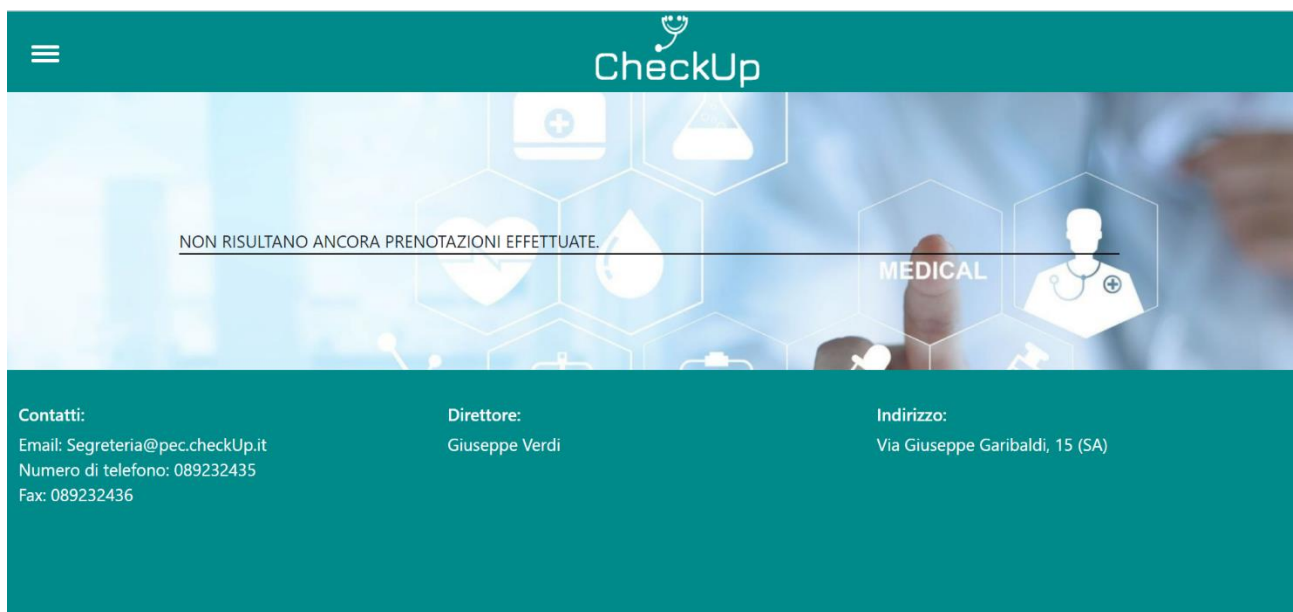 CheckUp
NON RISULTANO ANCORA PRENOTAZIONI EFFETTUATE.
MEDICAL
Contatti:
Email: Segreteria@pec.checkUp.it
Numero di telefono: 089232435
Fax: 089232436
Direttore:
Giuseppe Verdi
Indirizzo:
Via Giuseppe Garibaldi, 15 (SA)